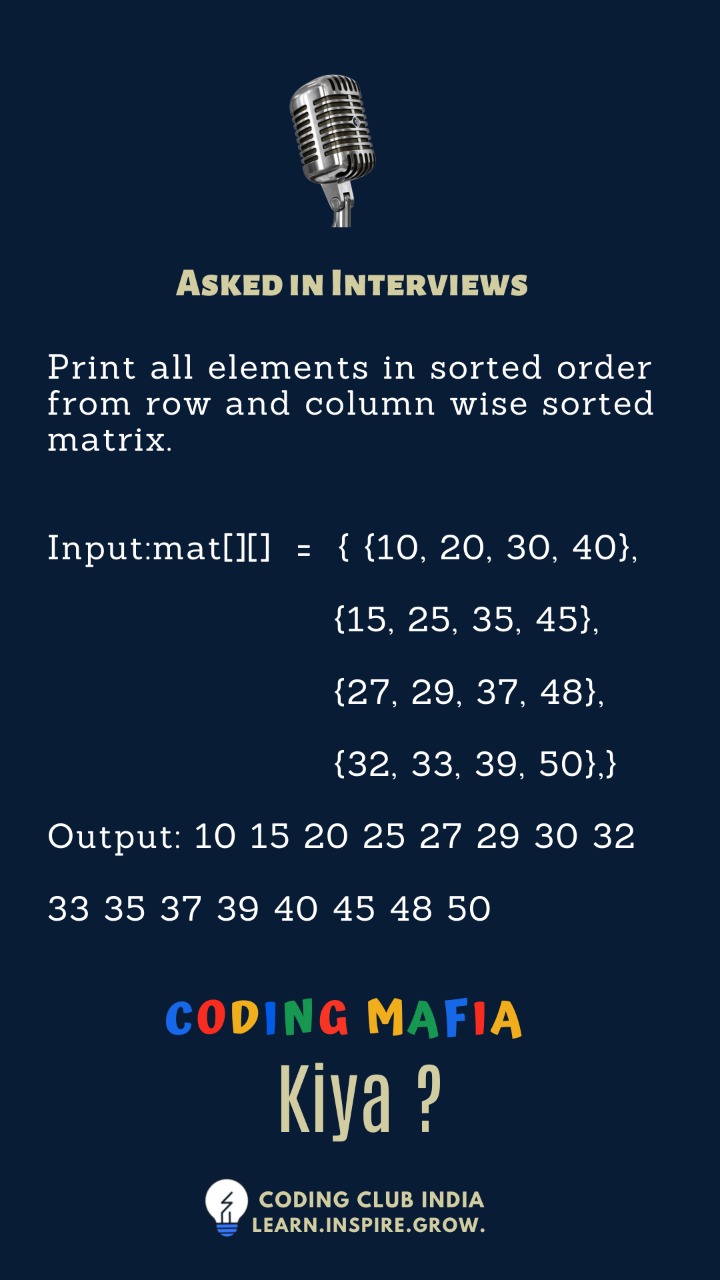 Asked in Interviews
Print all elements in sorted order
from row and column wise sorted
matrix.
Input:mat[][] = { {10, 20, 30, 40},
{15, 25, 35, 45},
{27, 29, 37, 48},
{32, 33, 39, 50},}
Output: 10 15 20 25 27 29 30 32
33 35 37 39 40 45 48 50
CODING MAFIA
Kiya ?
CODING CLUB INDIA
LEARN.INSPIRE.GROW.